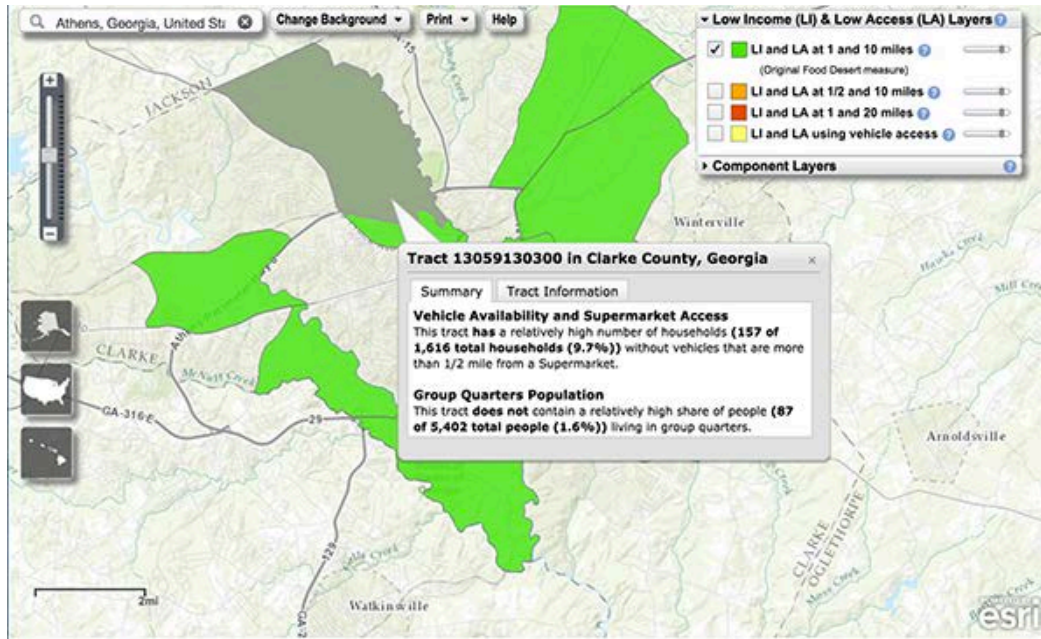 Athens, Georgia, United Sta
Change Background
Print
Help
Low Income (LI) & Low Access (LA) Layers
LI and LA at 1 and 10 miles
(Original Food Desert measure)
LI and LA at 1/2 and 10 miles
LI and LA at 1 and 20 miles
LI and LA using vehicle access
Component Layers
GA-15
JACKSON
Winterville
Tract 13059130300 in Clarke County, Georgia
Summary
Tract Information
Vehicle Availability and Supermarket Access
This tract has a relatively high number of households (157 of
1,616 total households (9.7%)) without vehicles that are more
than 1/2 mile from a Supermarket.
Group Quarters Population
This tract does not contain a relatively high share of people (87
of 5,402 total people (1.6%)) living in group quarters.
CLARKE
McNutt Creek
GA-316 E
29
129
Arnoldsville
CLARKE
OGLETHORPE
Watkinsville
GA-
2mi
esri